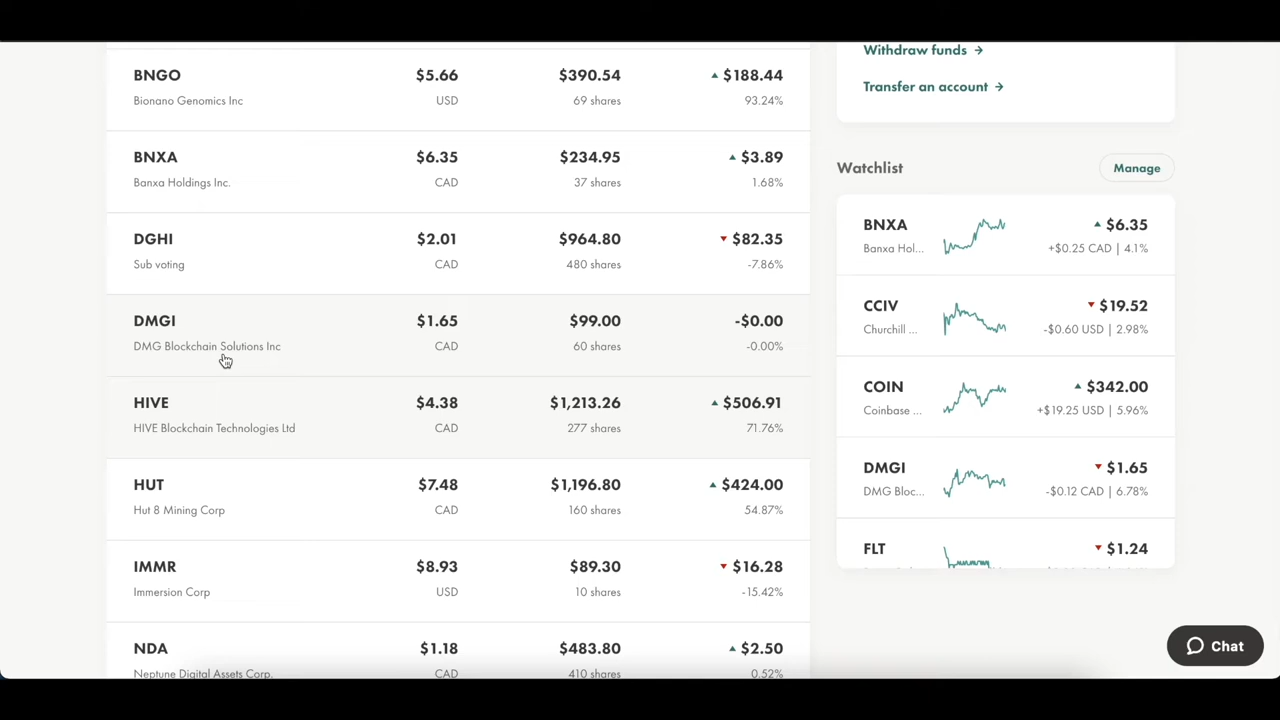 BNGO $5.66 $390.54 $188.44
Bionano Genomics Inc USD 69 shares 93.24%
BNXA $6.35 $234.95 $3.89
Banxa Holdings Inc. CAD 37 shares 1.68%
DGHI $2.01 $964.80 $82.35
Sub voting CAD 480 shares -7.86%
DMGI $1.65 $99.00 -$0.00
DMG Blockchain Solutions Inc CAD 60 shares -0.00%
HIVE $4.38 $1,213.26 $506.91
HIVE Blockchain Technologies Ltd CAD 277 shares 71.76%
HUT $7.48 $1,196.80 $424.00
Hut 8 Mining Corp CAD 160 shares 54.87%
IMMR $8.93 $89.30 $16.28
Immersion Corp USD 10 shares -15.42%
NDA $1.18 $483.80 $2.50
Neptune Digital Assets Corp. CAD 410 shares 0.52%
Withdraw funds →
Transfer an account →
Watchlist Manage
BNXA $6.35
Banxa Hol... +$0.25 CAD | 4.1%
CCIV $19.52
Churchill ... -$0.60 USD | 2.98%
COIN $342.00
Coinbase ... +$19.25 USD | 5.96%
DMGI $1.65
DMG Bloc... -$0.12 CAD | 6.78%
FLT $1.24
Chat